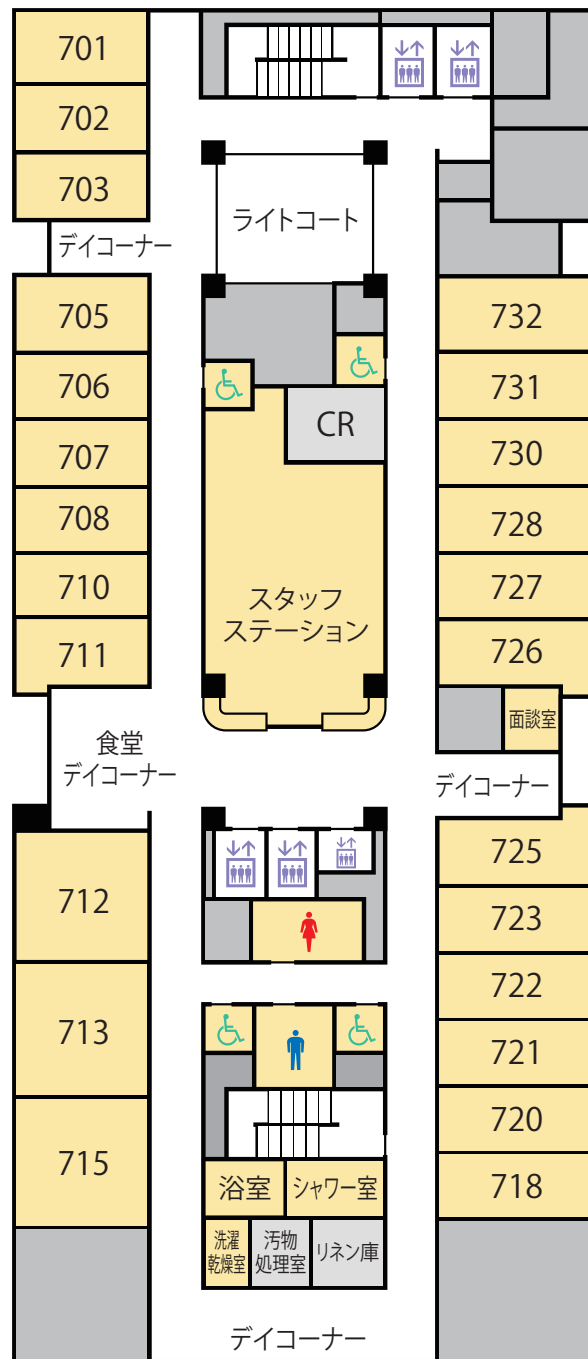 701
702
703
デイコーナー
ライトコート
705
706
707
708
710
711
CR
スタッフ
ステーション
732
731
730
728
727
726
面談室
食堂
デイコーナー
デイコーナー
712
713
715
725
723
722
721
720
718
浴室
シャワー室
洗濯
乾燥室
汚物
処理室
リネン庫
デイコーナー